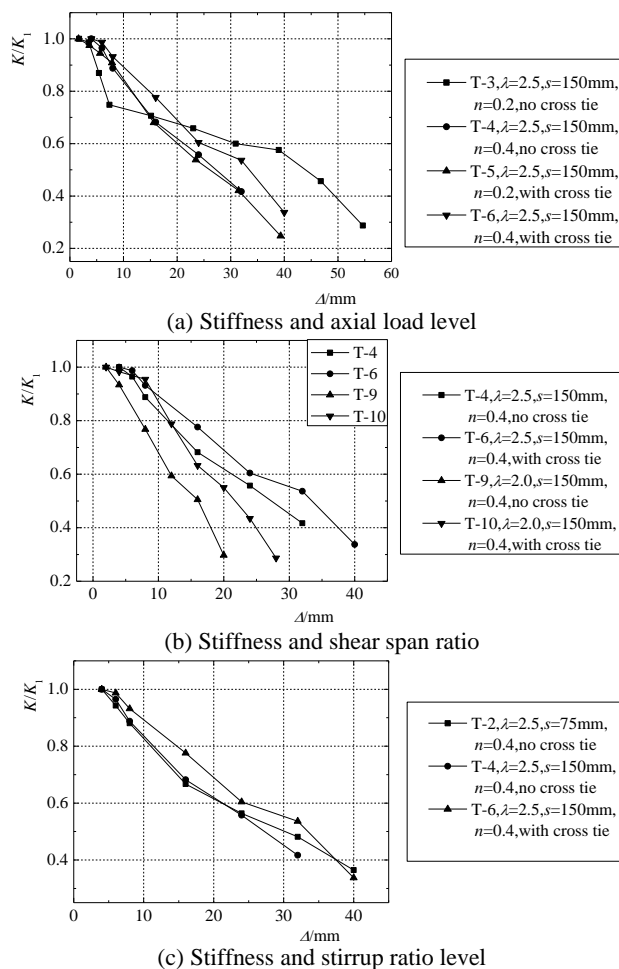 K/K1
1.0
0.8
0.6
0.4
0.2
0 10 20 30 40 50 60
Δ/mm
T-3,λ=2.5,s=150mm,
n=0.2,no cross tie
T-4,λ=2.5,s=150mm,
n=0.4,no cross tie
T-5,λ=2.5,s=150mm,
n=0.2,with cross tie
T-6,λ=2.5,s=150mm,
n=0.4,with cross tie
(a) Stiffness and axial load level
K/K1
1.0
0.8
0.6
0.4
0.2
0 10 20 30 40
Δ/mm
T-4
T-6
T-9
T-10
T-4,λ=2.5,s=150mm,
n=0.4,no cross tie
T-6,λ=2.5,s=150mm,
n=0.4,with cross tie
T-9,λ=2.0,s=150mm,
n=0.4,no cross tie
T-10,λ=2.0,s=150mm,
n=0.4,with cross tie
(b) Stiffness and shear span ratio
K/K1
1.0
0.8
0.6
0.4
0 10 20 30 40
Δ/mm
T-2,λ=2.5,s=75mm,
n=0.4,no cross tie
T-4,λ=2.5,s=150mm,
n=0.4,no cross tie
T-6,λ=2.5,s=150mm,
n=0.4,with cross tie
(c) Stiffness and stirrup ratio level